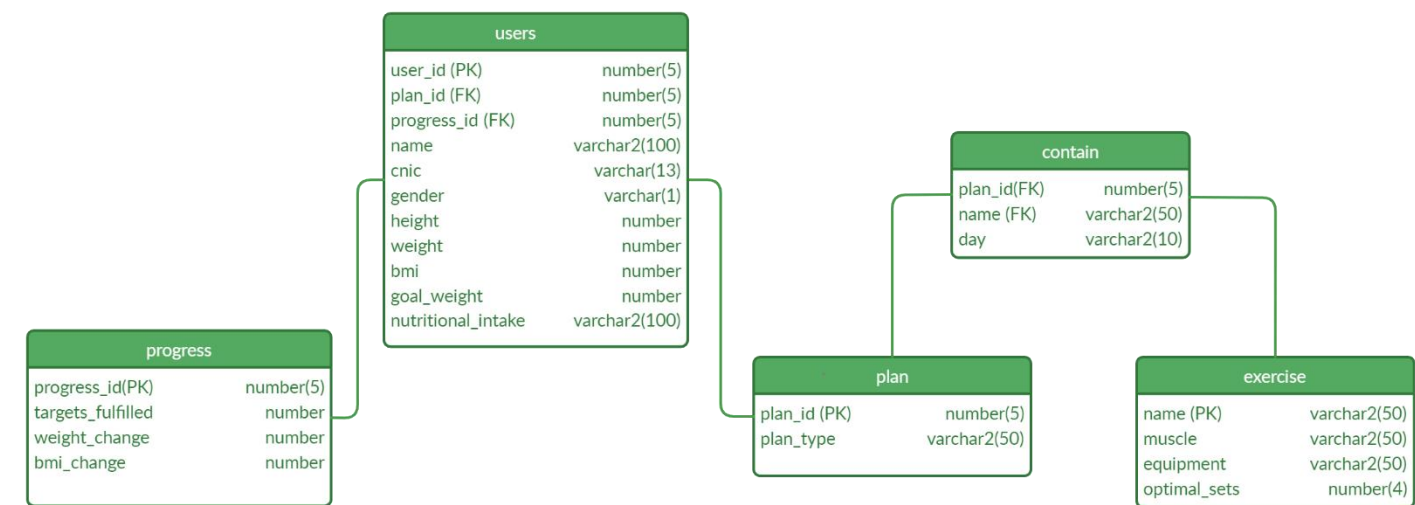 users
user_id (PK) number(5)
plan_id (FK) number(5)
progress_id (FK) number(5)
name varchar2(100)
cnic varchar(13)
gender varchar(1)
height number
weight number
bmi number
goal_weight number
nutritional_intake varchar2(100)
contain
plan_id(FK) number(5)
name (FK) varchar2(50)
day varchar2(10)
progress
progress_id(PK) number(5)
targets_fulfilled number
weight_change number
bmi_change number
plan
plan_id (PK) number(5)
plan_type varchar2(50)
exercise
name (PK) varchar2(50)
muscle varchar2(50)
equipment varchar2(50)
optimal_sets number(4)